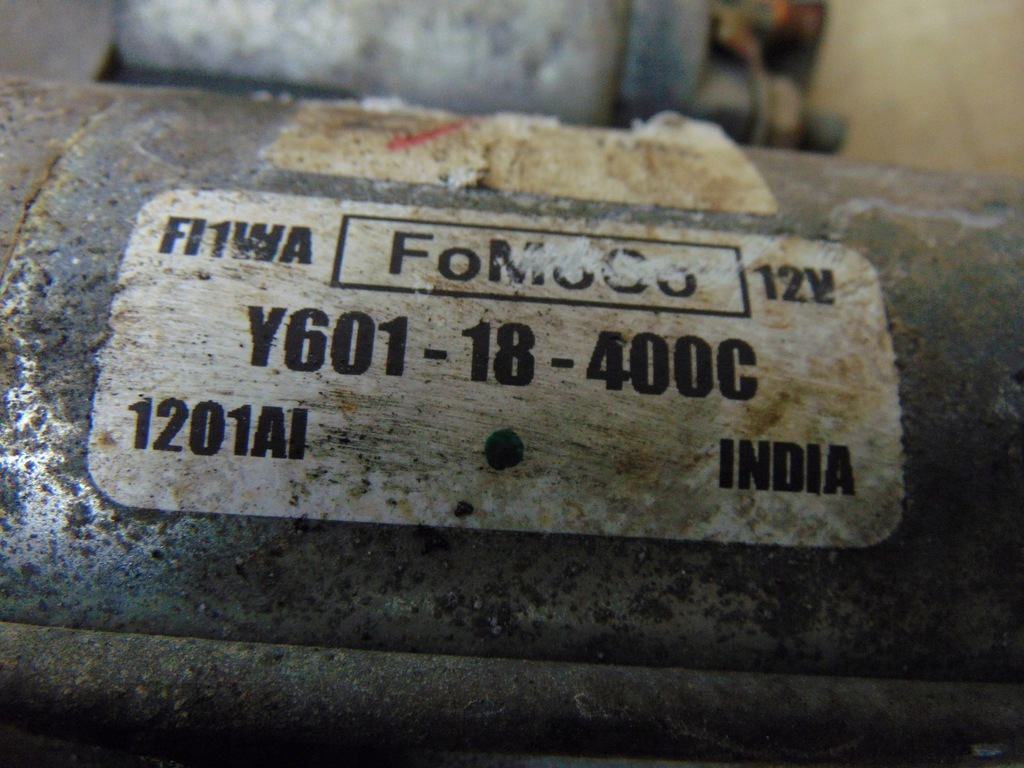 FI1WA FoMoCo 12V
Y601-18-400C
1201AI INDIA